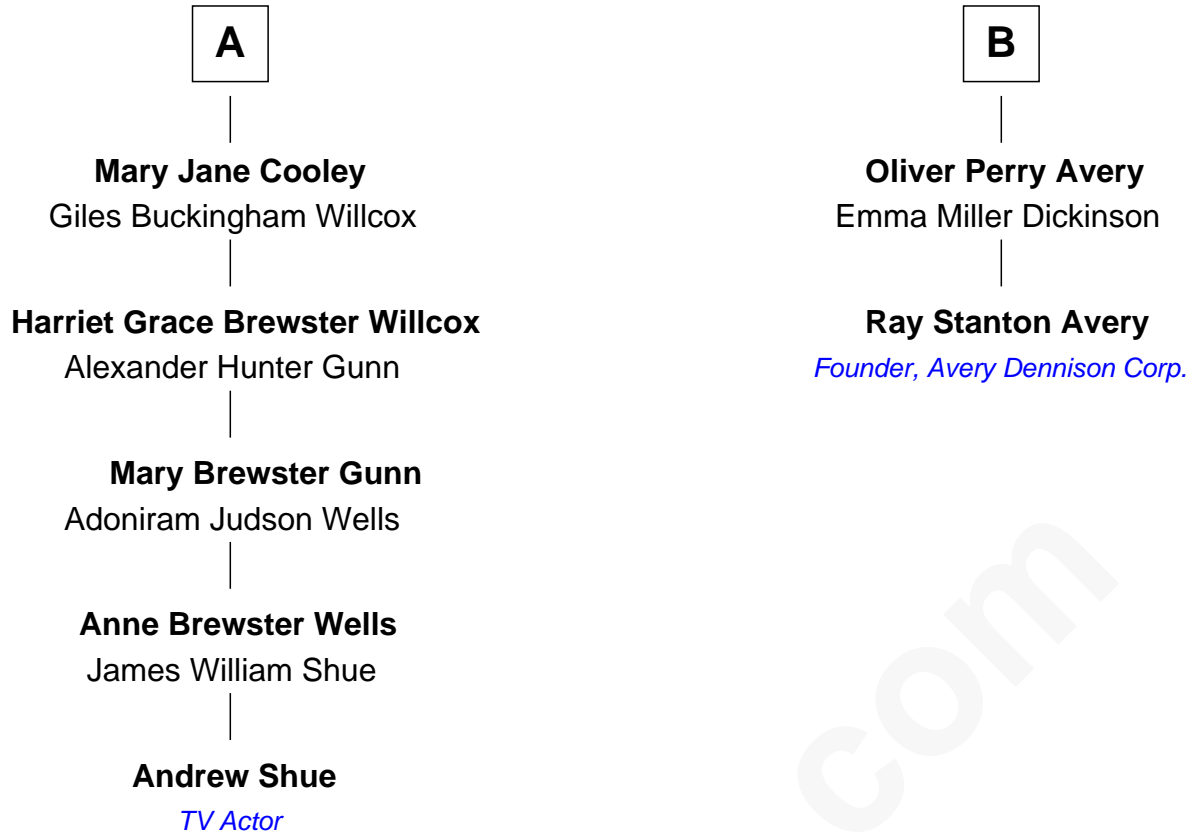 A
Mary Jane Cooley
Giles Buckingham Willcox
Harriet Grace Brewster Willcox
Alexander Hunter Gunn
Mary Brewster Gunn
Adoniram Judson Wells
Anne Brewster Wells
James William Shue
Andrew Shue
TV Actor
B
Oliver Perry Avery
Emma Miller Dickinson
Ray Stanton Avery
Founder, Avery Dennison Corp.
com